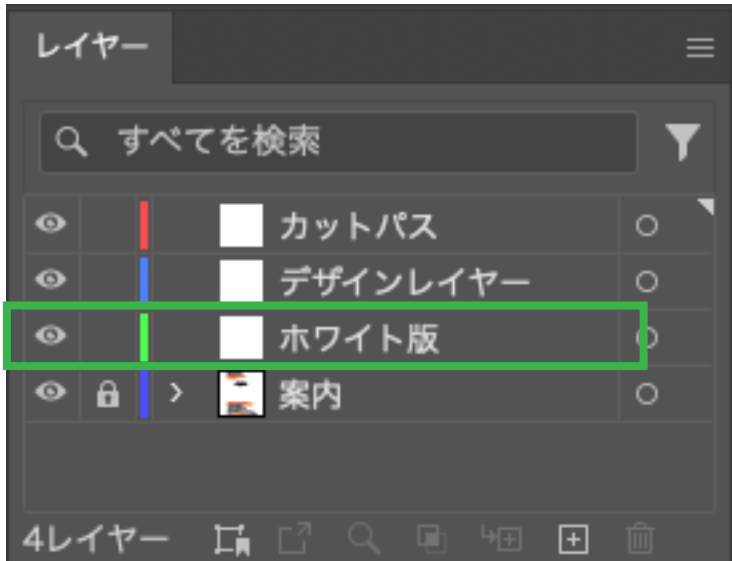 レイヤー
すべてを検索
カットパス
デザインレイヤー
ホワイト版
案内
4レイヤー